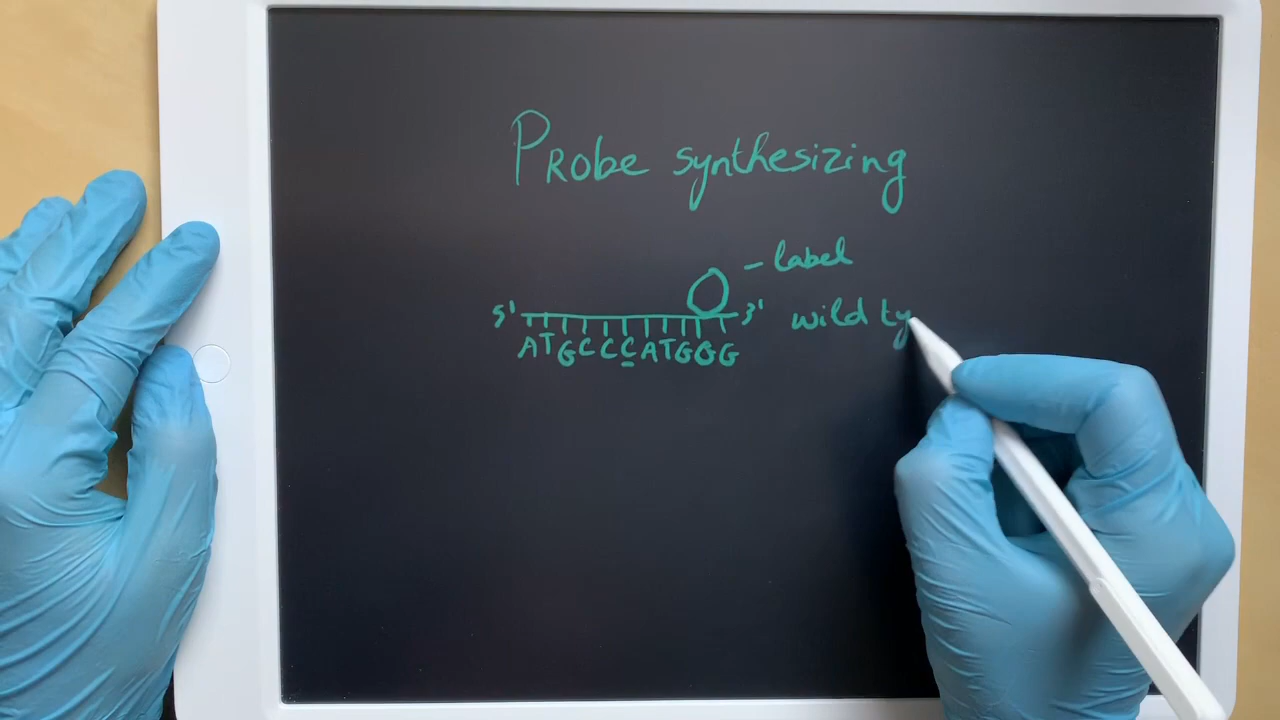 Probe synthesizing
– label
5' 3' wild ty
ATGCCCATGGG